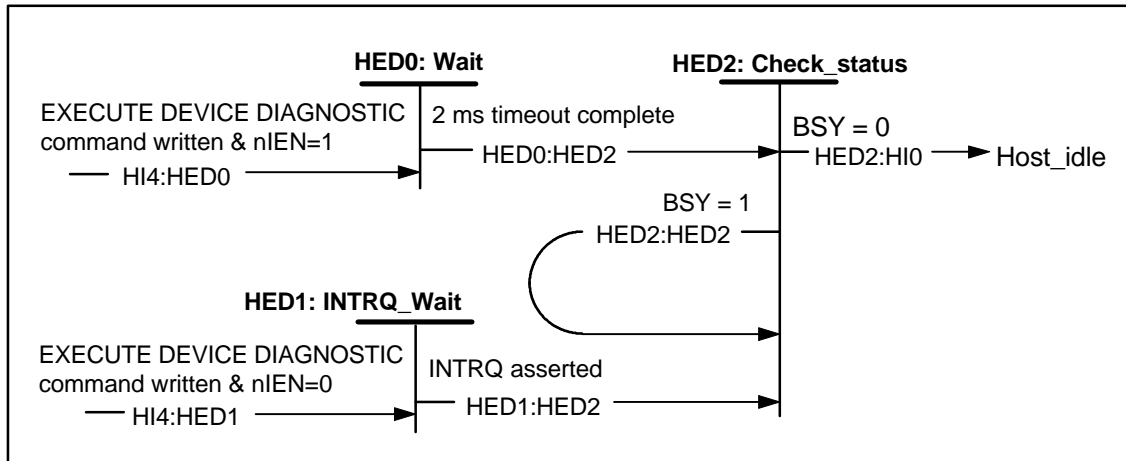 HED0: Wait
HED2: Check_status
EXECUTE DEVICE DIAGNOSTIC
command written & nIEN=1
HI4:HED0
2 ms timeout complete
HED0:HED2
BSY = 0
HED2:HI0
Host_idle
BSY = 1
HED2:HED2
HED1: INTRQ_Wait
EXECUTE DEVICE DIAGNOSTIC
command written & nIEN=0
HI4:HED1
INTRQ asserted
HED1:HED2